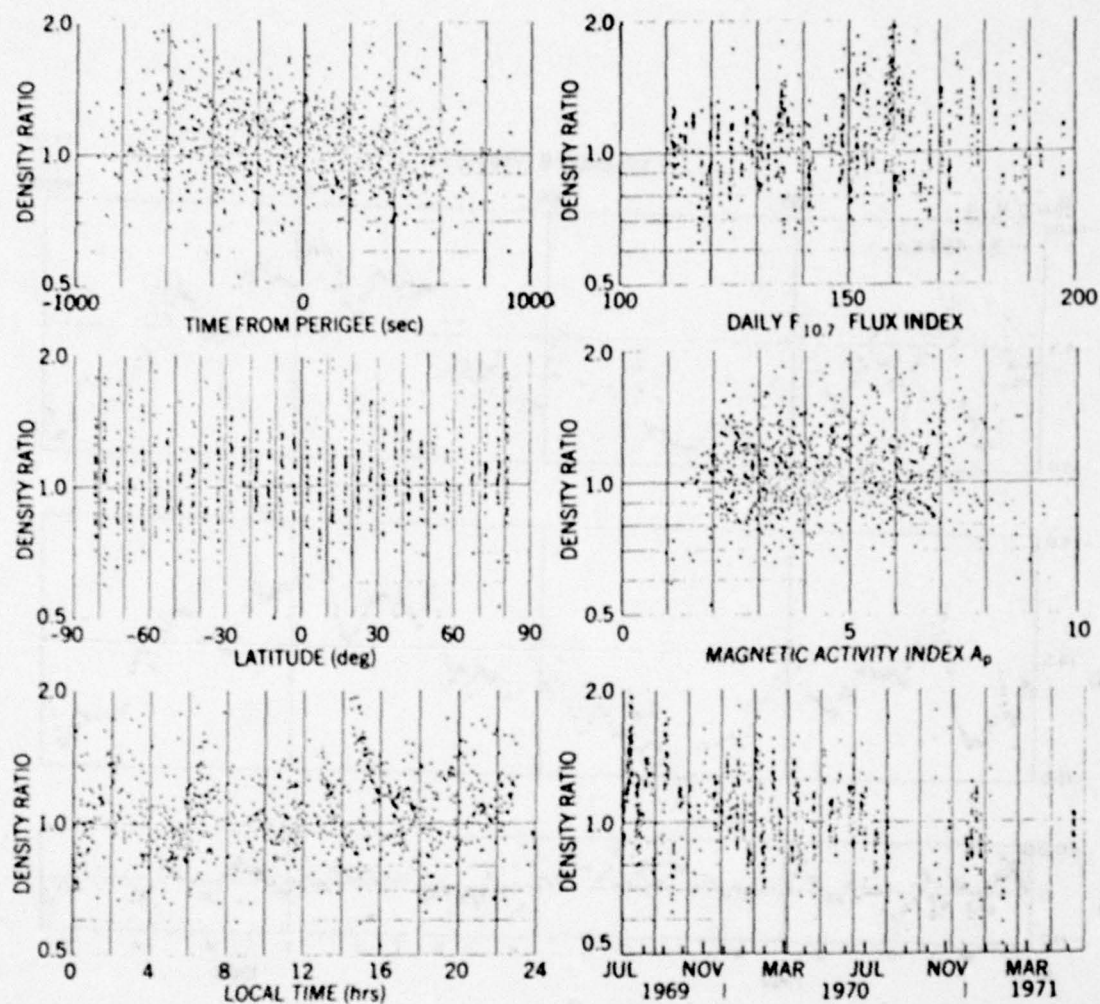 2.0
DENSITY RATIO
1.0
0.5
-1000 0 1000
TIME FROM PERIGEE (sec)
2.0
DENSITY RATIO
1.0
0.5
100 150 200
DAILY F10.7 FLUX INDEX
2.0
DENSITY RATIO
1.0
0.5
-90 -60 -30 0 30 60 90
LATITUDE (deg)
2.0
DENSITY RATIO
1.0
0.5
0 5 10
MAGNETIC ACTIVITY INDEX Ap
2.0
DENSITY RATIO
1.0
0.5
0 4 8 12 16 20 24
LOCAL TIME (hrs)
2.0
DENSITY RATIO
1.0
0.5
JUL NOV MAR JUL NOV MAR
1969 | 1970 | 1971